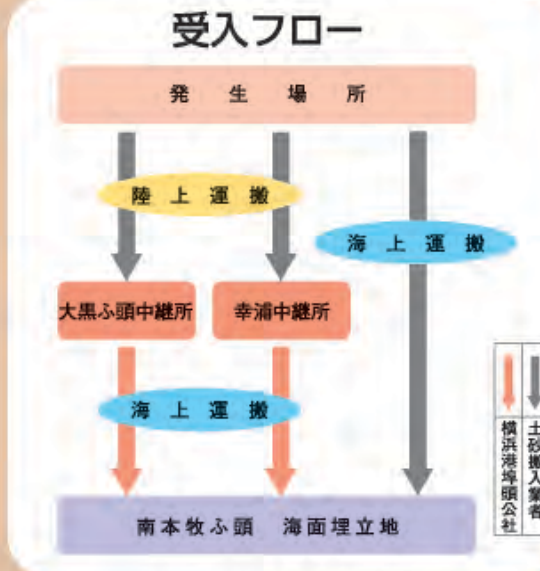 受入フロー
発生場所
陸上運搬
海上運搬
大黒ふ頭中継所
幸浦中継所
海上運搬
南本牧ふ頭 海面埋立地
横浜港埠頭公社
土砂搬入業者